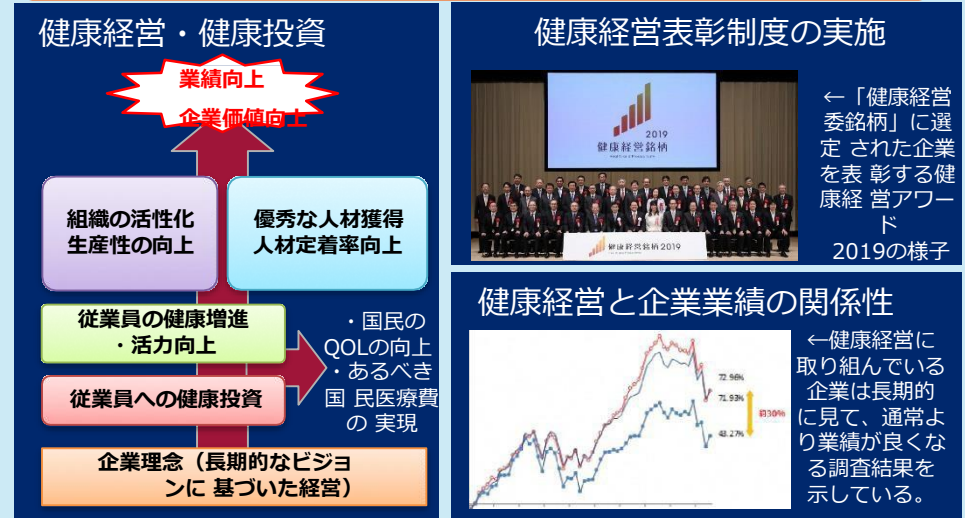 健康経営・健康投資
業績向上
企業価値向上
組織の活性化
生産性の向上
優秀な人材獲得
人材定着率向上
従業員の健康増進
・活力向上
従業員への健康投資
・国民の
QOLの向上
・あるべき
国 民医療費
の 実現
企業理念（長期的なビジョ
ンに 基づいた経営）
健康経営表彰制度の実施
2019
健康経営銘柄
健康経営銘柄2019
←「健康経営
委銘柄」に選
定 された企業
を表 彰する健
康経 営アワー
ド
2019の様子
健康経営と企業業績の関係性
72.96%
71.93%
約30%
48.27%
←健康経営に
取り組んでいる
企業は長期的
に見て、通常よ
り業績が良くな
る調査結果を
示している。